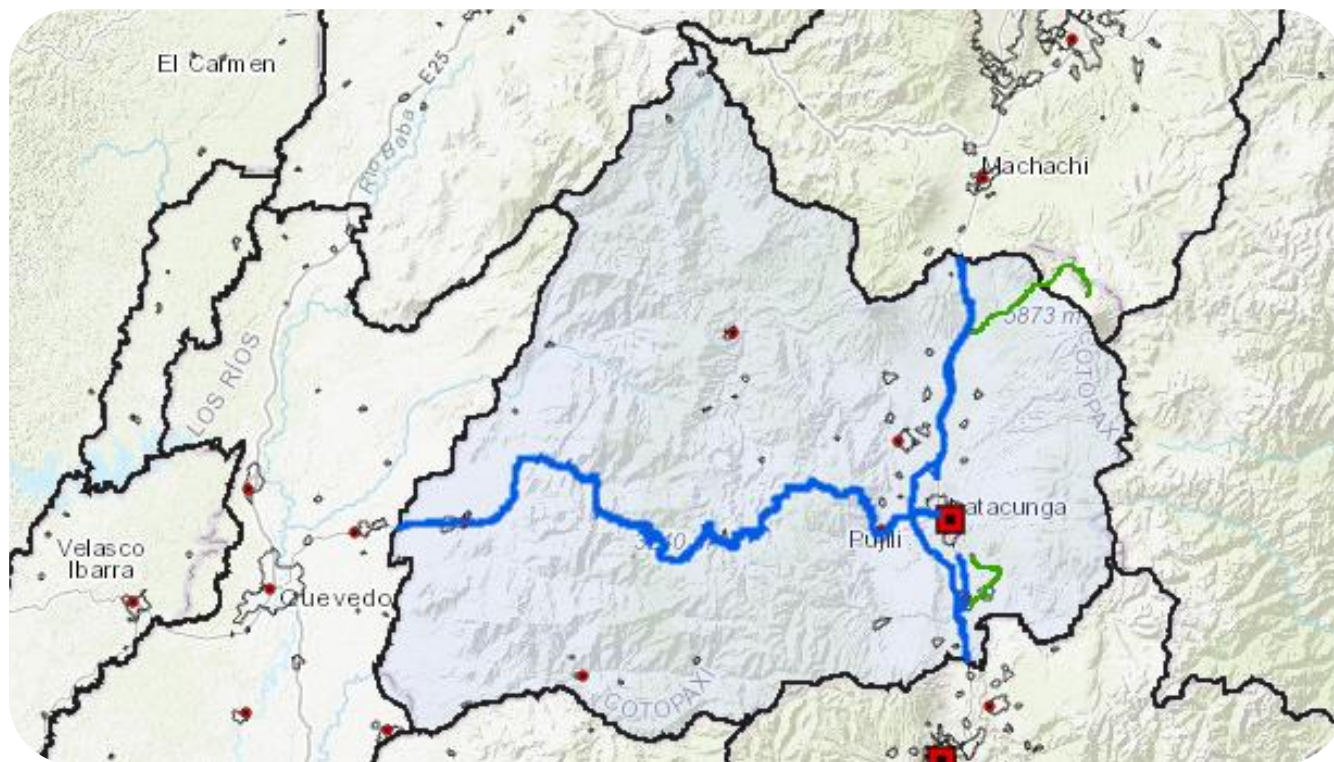 El Carmen
Río Baba
E25
Machachi
LOS RÍOS
5873 m
COTOPAXI
Velasco
Ibarra
Quevedo
Pujilí
Latacunga
COTOPAXI